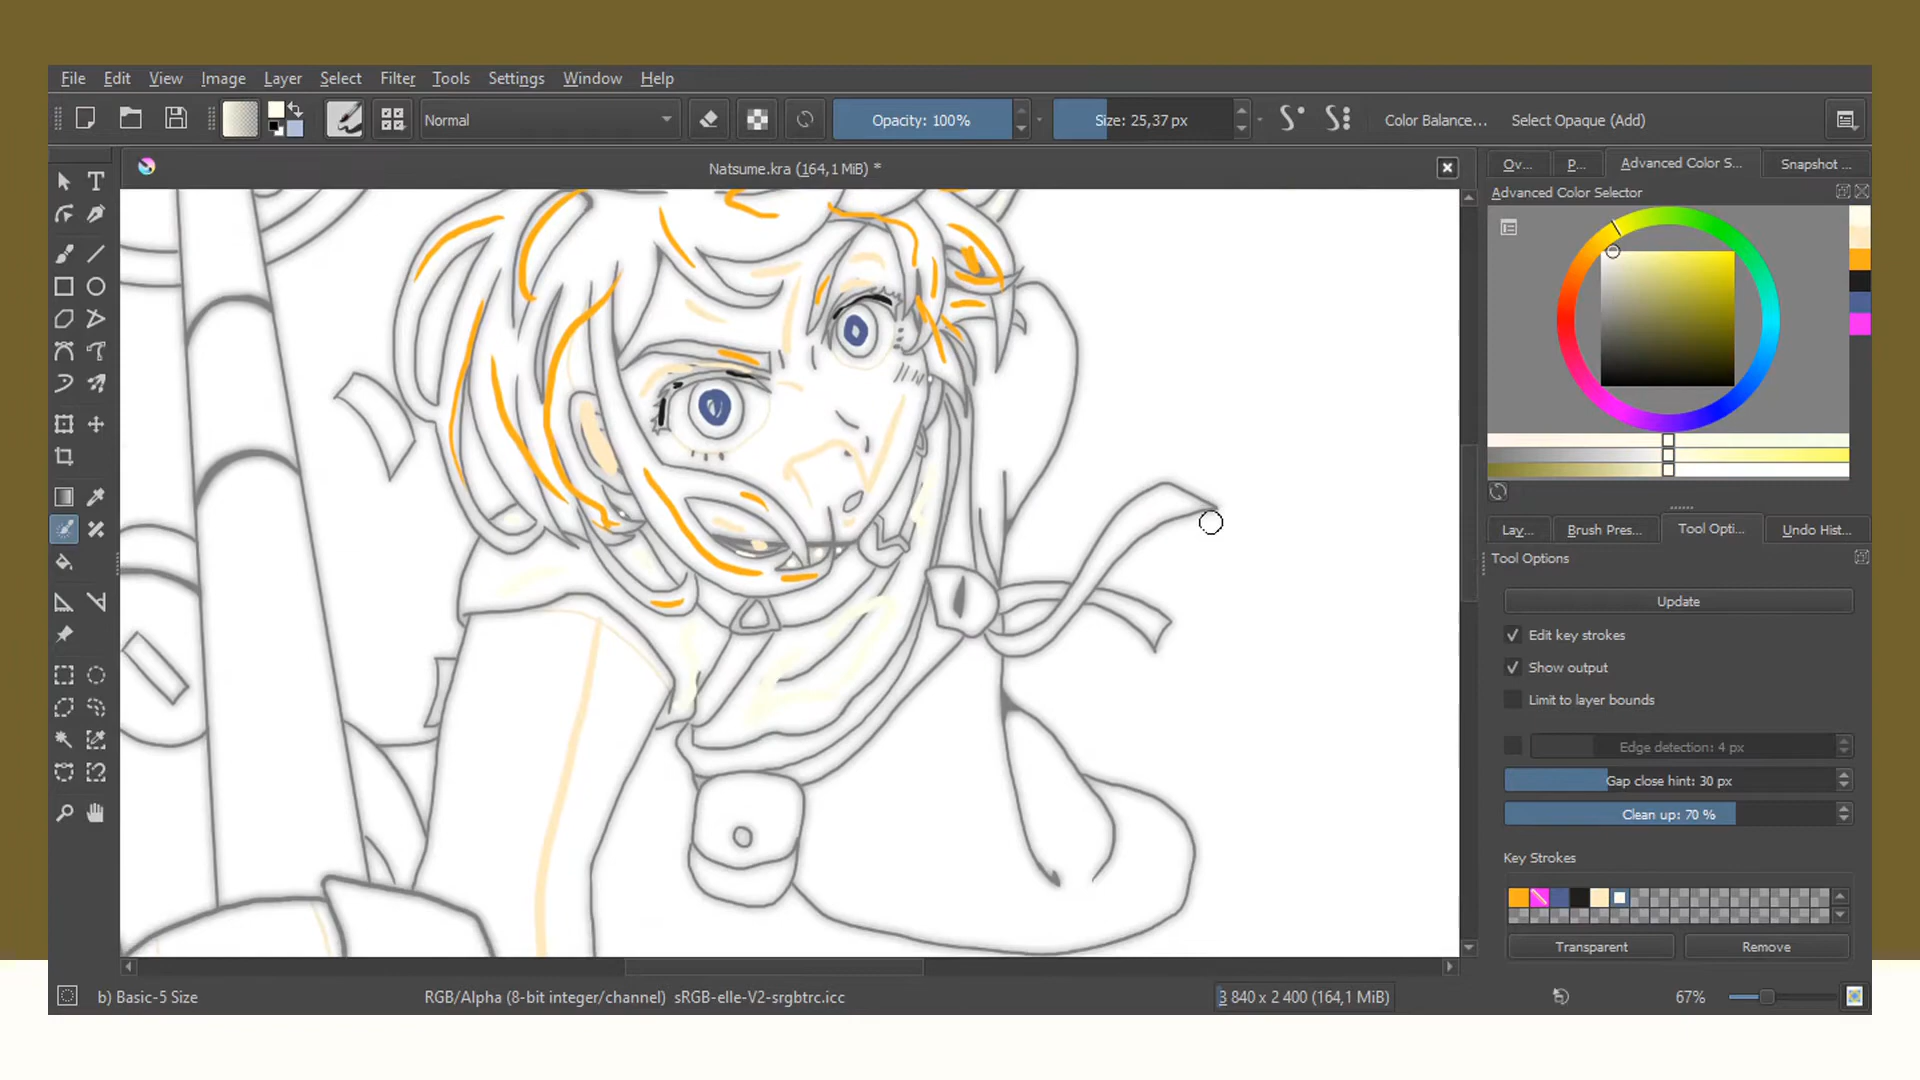 File Edit View Image Layer Select Filter Tools Settings Window Help
Normal Opacity: 100% Size: 25,37 px Color Balance... Select Opaque (Add)
Natsume.kra (164,1 MiB) *
Ov... P... Advanced Color S... Snapshot ...
Advanced Color Selector
Lay... Brush Pres... Tool Opti... Undo Hist...
Tool Options
Update
Edit key strokes
Show output
Limit to layer bounds
Edge detection: 4 px
Gap close hint: 30 px
Clean up: 70 %
Key Strokes
Transparent Remove
b) Basic-5 Size RGB/Alpha (8-bit integer/channel) sRGB-elle-V2-srgbtrc.icc 3 840 x 2 400 (164,1 MiB) 67%